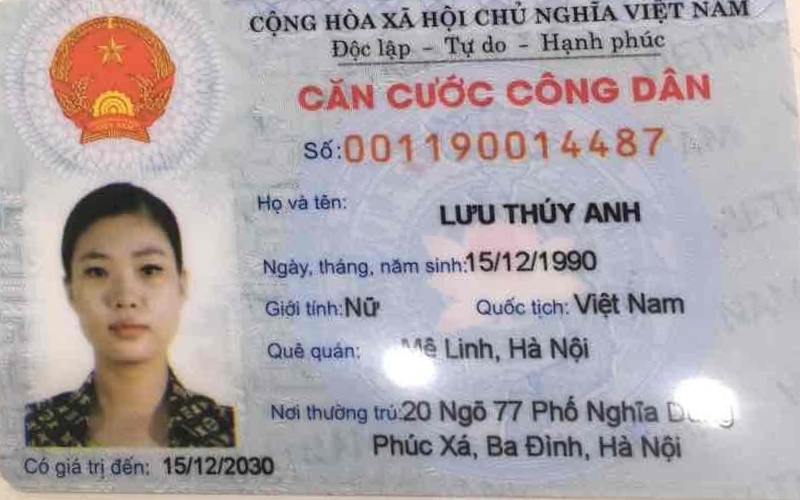 CỘNG HÒA XÃ HỘI CHỦ NGHĨA VIỆT NAM
Độc lập - Tự do - Hạnh phúc
CĂN CƯỚC CÔNG DÂN
Số:001190014487
Họ và tên: LƯU THÚY ANH
Ngày, tháng, năm sinh:15/12/1990
Giới tính:Nữ Quốc tịch: Việt Nam
Quê quán: Mê Linh, Hà Nội
Nơi thường trú:20 Ngõ 77 Phố Nghĩa
Phúc Xá, Ba Đình, Hà Nội
Có giá trị đến: 15/12/2030